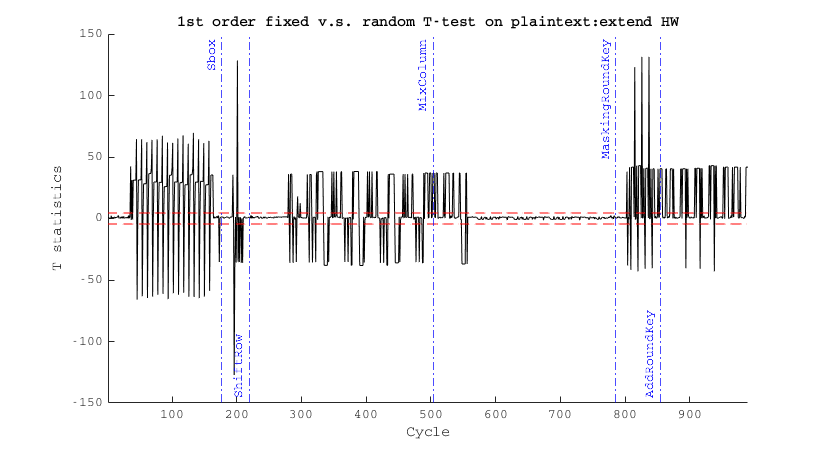 1st order fixed v.s. random T-test on plaintext:extend HW
150
100
50
0
-50
-100
-150
T statistics
Sbox
ShiftRow
MixColumn
MaskingRoundKey
AddRoundKey
100
200
300
400
500
600
700
800
900
Cycle